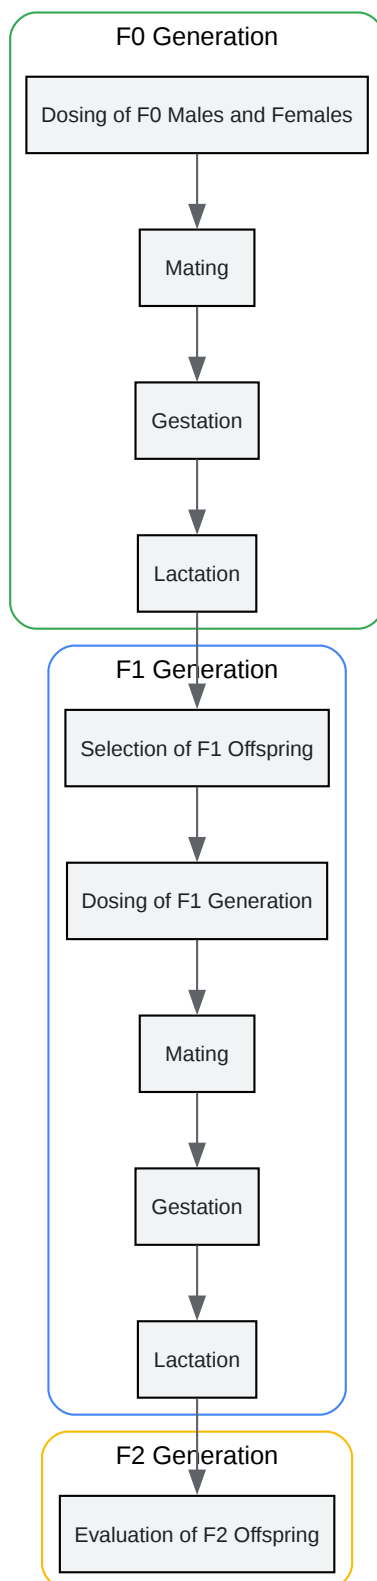 F0 Generation
Dosing of F0 Males and Females
Mating
Gestation
Lactation
F1 Generation
Selection of F1 Offspring
Dosing of F1 Generation
Mating
Gestation
Lactation
F2 Generation
Evaluation of F2 Offspring